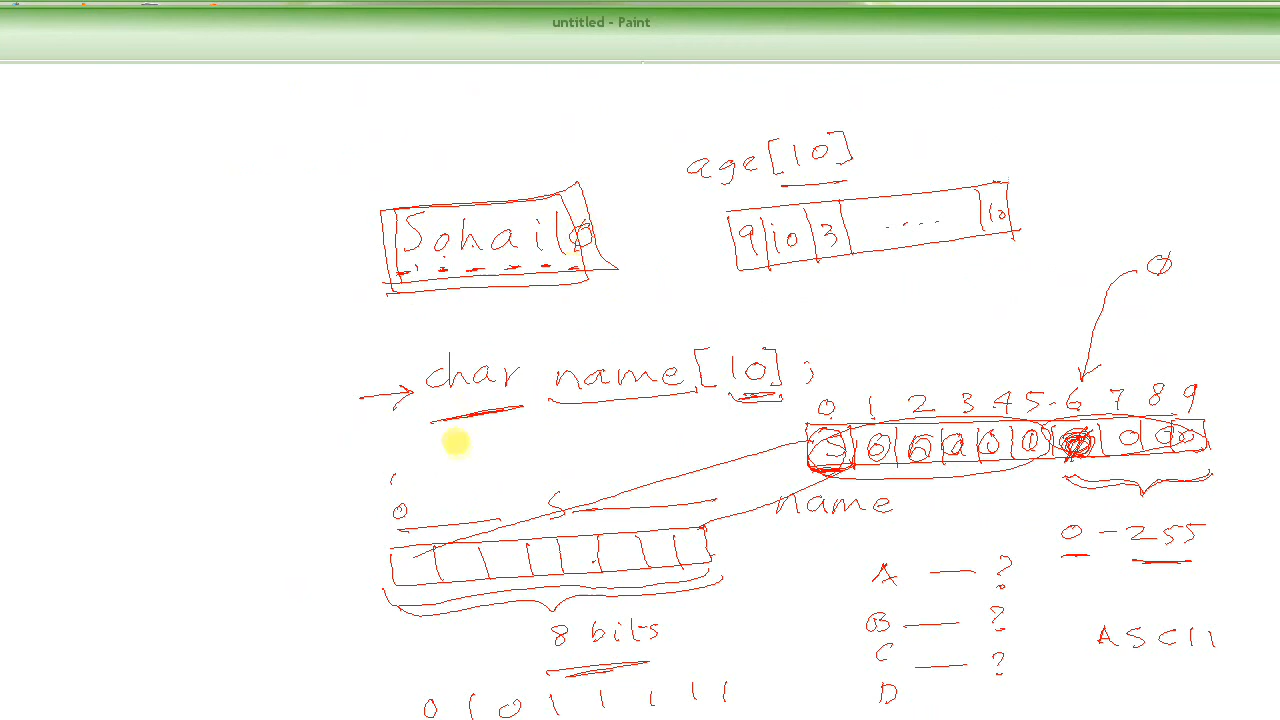 untitled - Paint
age[10]
Sohail0
9 10 3 .... 10
Ø
char name[10];
0 1 2 3 4 5 6 7 8 9
S
0
name
0 - 255
A — ?
B — ?
C — ?
D
ASCII
8 bits
0 1 0 1 1 1 1 1